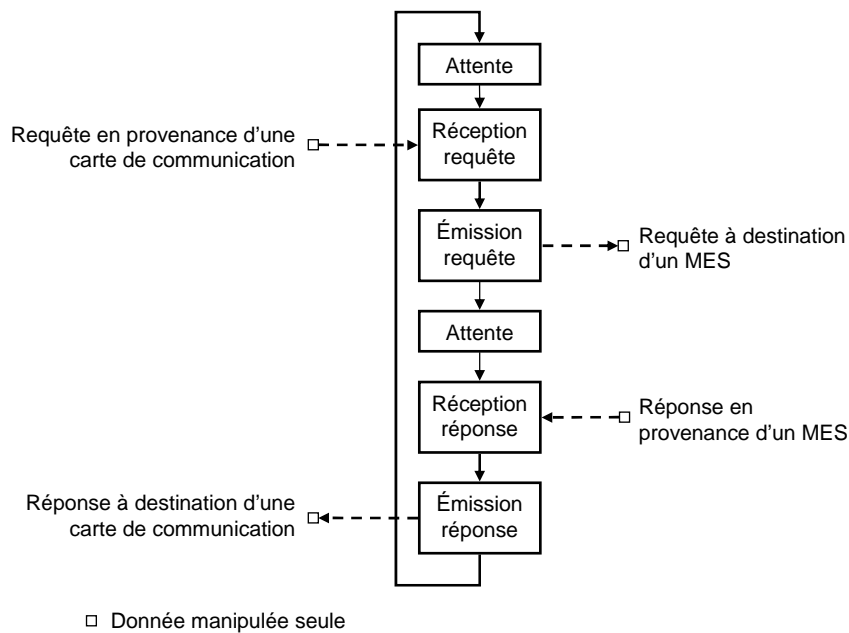 Attente
Requête en provenance d'une
carte de communication
Réception
requête
Émission
requête
Requête à destination
d'un MES
Attente
Réception
réponse
Réponse en
provenance d'un MES
Réponse à destination d'une
carte de communication
Émission
réponse
Donnée manipulée seule